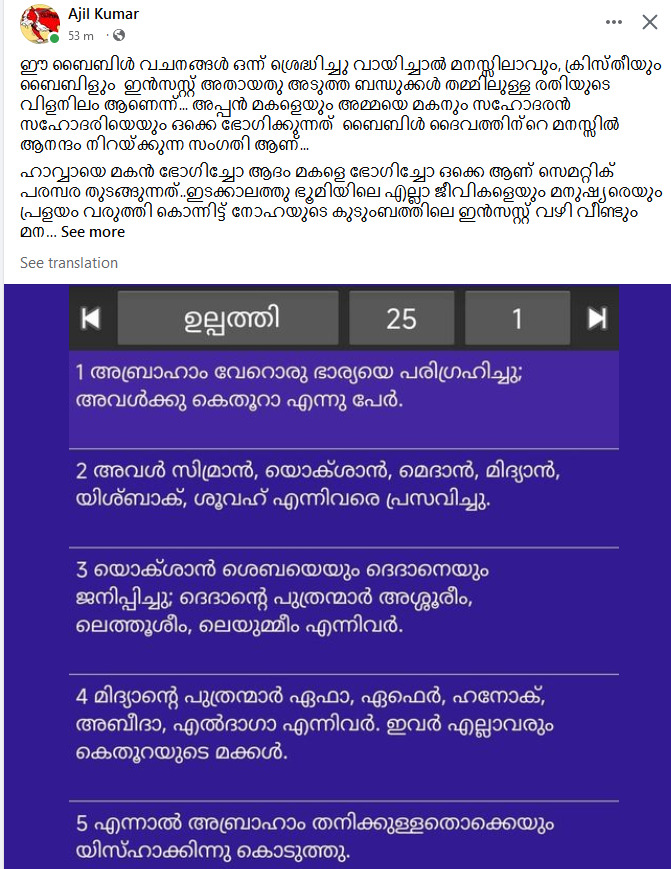 Ajil Kumar
53 m
ഈ ബൈബിൾ വചനങ്ങൾ ഒന്ന് ശ്രെദ്ധിച്ചു വായിച്ചാൽ മനസ്സിലാവും, ക്രിസ്തീയും
ബൈബിളും ഇൻസസ്റ്റ് അതായതു അടുത്ത ബന്ധുക്കൾ തമ്മിലുള്ള രതിയുടെ
വിളനിലം ആണെന്ന്... അപ്പൻ മകളെയും അമ്മയെ മകനും സഹോദരൻ
സഹോദരിയെയും ഒക്കെ ഭോഗിക്കുന്നത് ബൈബിൾ ദൈവത്തിന്റെ മനസ്സിൽ
ആനന്ദം നിറയ്ക്കുന്ന സംഗതി ആണ്...
ഹാവ്വായെ മകൻ ഭോഗിച്ചോ ആദം മകളെ ഭോഗിച്ചോ ഒക്കെ ആണ് സെമറ്റിക്
പരമ്പര തുടങ്ങുന്നത്..ഇടക്കാലത്തു ഭൂമിയിലെ എല്ലാ ജീവികളെയും മനുഷ്യരെയും
പ്രളയം വരുത്തി കൊന്നിട്ട് നോഹയുടെ കുടുംബത്തിലെ ഇൻസസ്റ്റ് വഴി വീണ്ടും
മന... See more
See translation
ഉല്പത്തി 25 1
1 അബ്രാഹാം വേറൊരു ഭാര്യയെ പരിഗ്രഹിച്ചു;
അവൾക്കു കെതൂറാ എന്നു പേർ.
2 അവൾ സിമ്രാൻ, യൊക്ശാൻ, മെദാൻ, മിദ്യാൻ,
യിശ്ബാക്, ശൂവഹ് എന്നിവരെ പ്രസവിച്ചു.
3 യൊക്ശാൻ ശെബയെയും ദെദാനെയും
ജനിപ്പിച്ചു; ദെദാന്റെ പുത്രന്മാർ അശ്ശൂരീം,
ലെത്തൂശീം, ലെയുമ്മീം എന്നിവർ.
4 മിദ്യാന്റെ പുത്രന്മാർ ഏഫാ, ഏഫെർ, ഹനോക്,
അബീദാ, എൽദാഗാ എന്നിവർ. ഇവർ എല്ലാവരും
കെതൂറയുടെ മക്കൾ.
5 എന്നാൽ അബ്രാഹാം തനിക്കുള്ളതൊക്കെയും
യിസ്ഹാക്കിന്നു കൊടുത്തു.